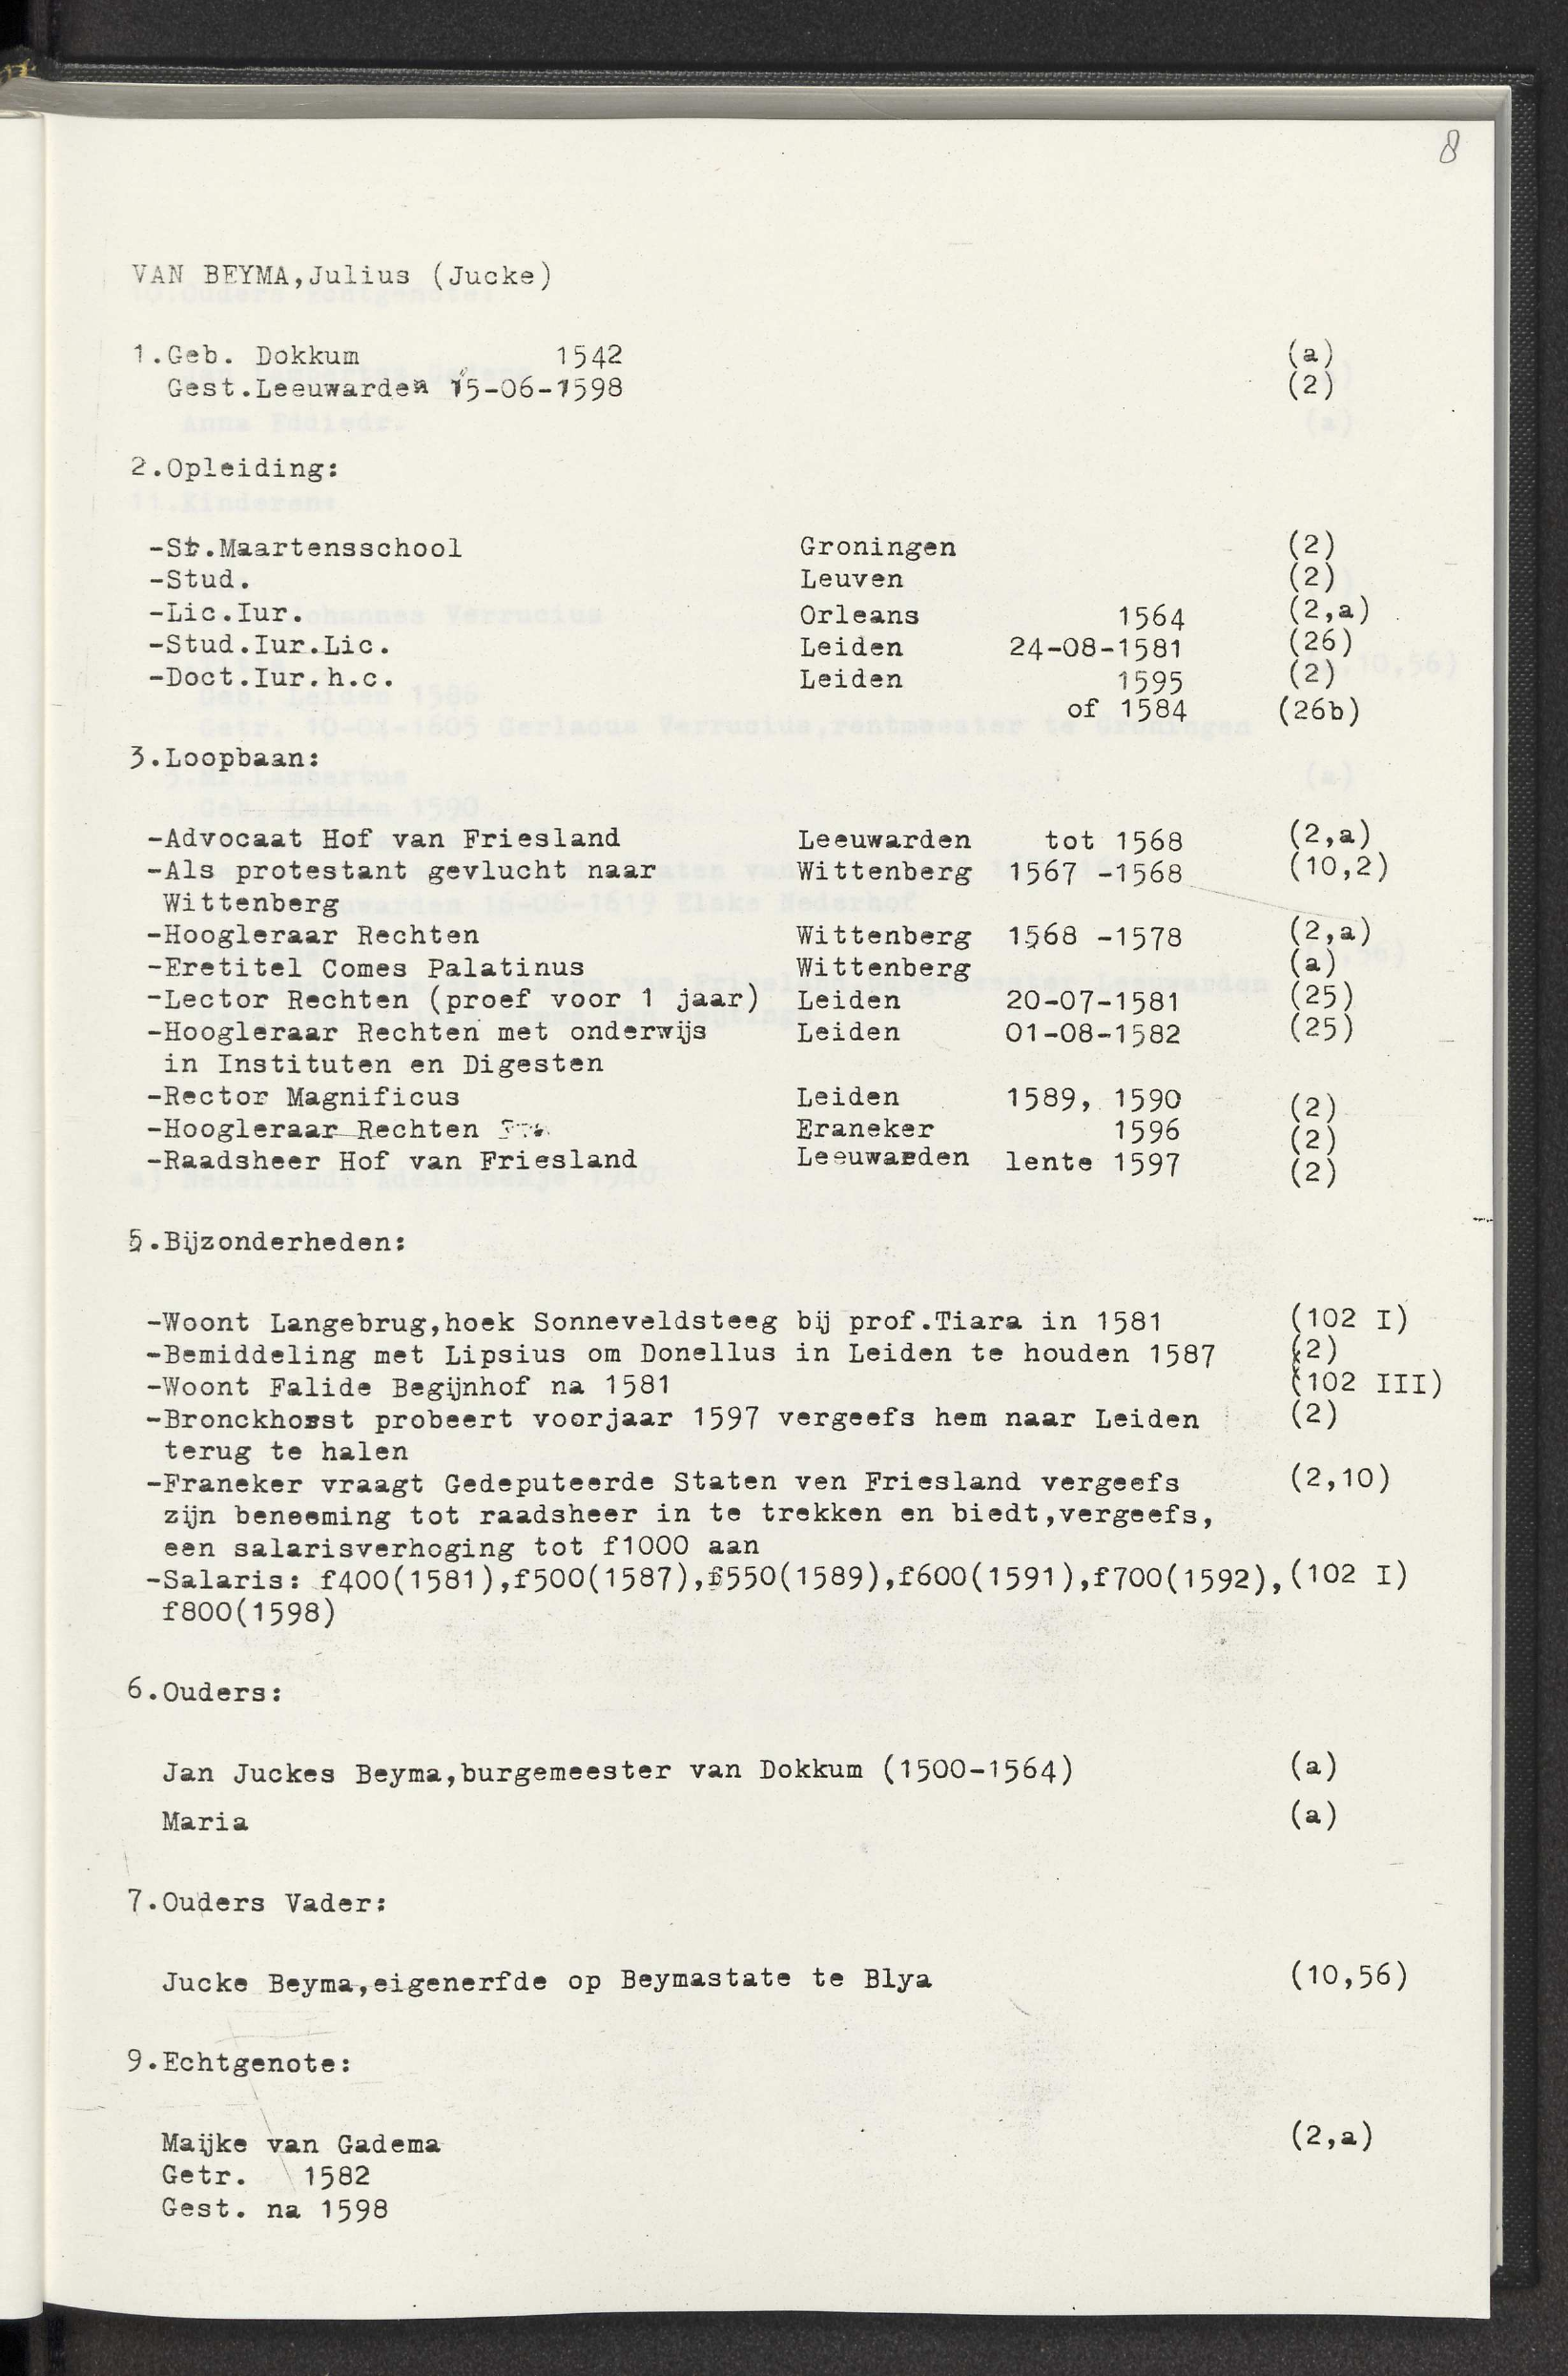 8
VAN BEYMA,Julius (Jucke)
1.Geb. Dokkum 1542 (a)
Gest.Leeuwarden 15-06-1598 (2)
2.Opleiding:
-St.Maartensschool Groningen (2)
-Stud. Leuven (2)
-Lic.Iur. Orleans 1564 (2,a)
-Stud.Iur.Lic. Leiden 24-08-1581 (26)
-Doct.Iur.h.c. Leiden 1595 (2)
of 1584 (26b)
3.Loopbaan:
-Advocaat Hof van Friesland Leeuwarden tot 1568 (2,a)
-Als protestant gevlucht naar Wittenberg 1567 -1568 (10,2)
Wittenberg
-Hoogleraar Rechten Wittenberg 1568 -1578 (2,a)
-Eretitel Comes Palatinus Wittenberg (a)
-Lector Rechten (proef voor 1 jaar) Leiden 20-07-1581 (25)
-Hoogleraar Rechten met onderwijs Leiden 01-08-1582 (25)
in Instituten en Digesten
-Rector Magnificus Leiden 1589, 1590 (2)
-Hoogleraar Rechten Franeker 1596 (2)
-Raadsheer Hof van Friesland Leeuwarden lente 1597 (2)
5.Bijzonderheden:
-Woont Langebrug,hoek Sonneveldsteeg bij prof.Tiara in 1581 (102 I)
-Bemiddeling met Lipsius om Donellus in Leiden te houden 1587 (2)
-Woont Falide Begijnhof na 1581 (102 III)
-Bronckhorst probeert voorjaar 1597 vergeefs hem naar Leiden (2)
terug te halen
-Franeker vraagt Gedeputeerde Staten ven Friesland vergeefs (2,10)
zijn beneeming tot raadsheer in te trekken en biedt,vergeefs,
een salarisverhoging tot f1000 aan
-Salaris: f400(1581),f500(1587),f550(1589),f600(1591),f700(1592), (102 I)
f800(1598)
6.Ouders:
Jan Juckes Beyma,burgemeester van Dokkum (1500-1564) (a)
Maria (a)
7.Ouders Vader:
Jucke Beyma,eigenerfde op Beymastate te Blya (10,56)
9.Echtgenote:
Maijke van Gadema (2,a)
Getr. 1582
Gest. na 1598